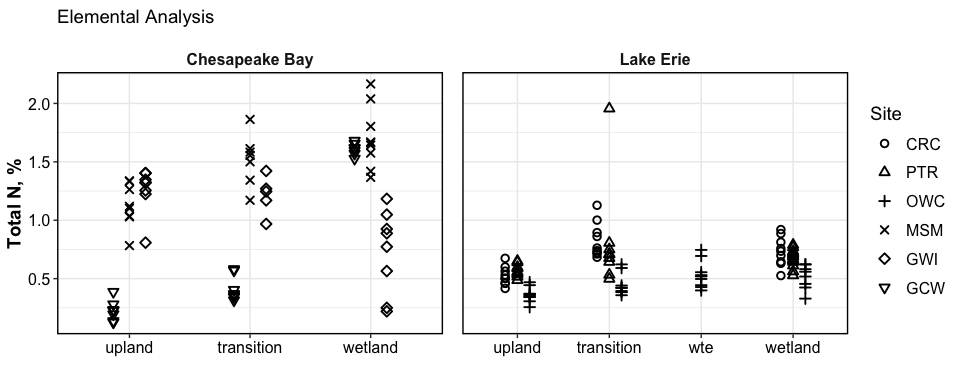 Elemental Analysis
Chesapeake Bay
Lake Erie
Total N, %
2.0
1.5
1.0
0.5
upland transition wetland
upland transition wte wetland
Site
CRC
PTR
OWC
MSM
GWI
GCW